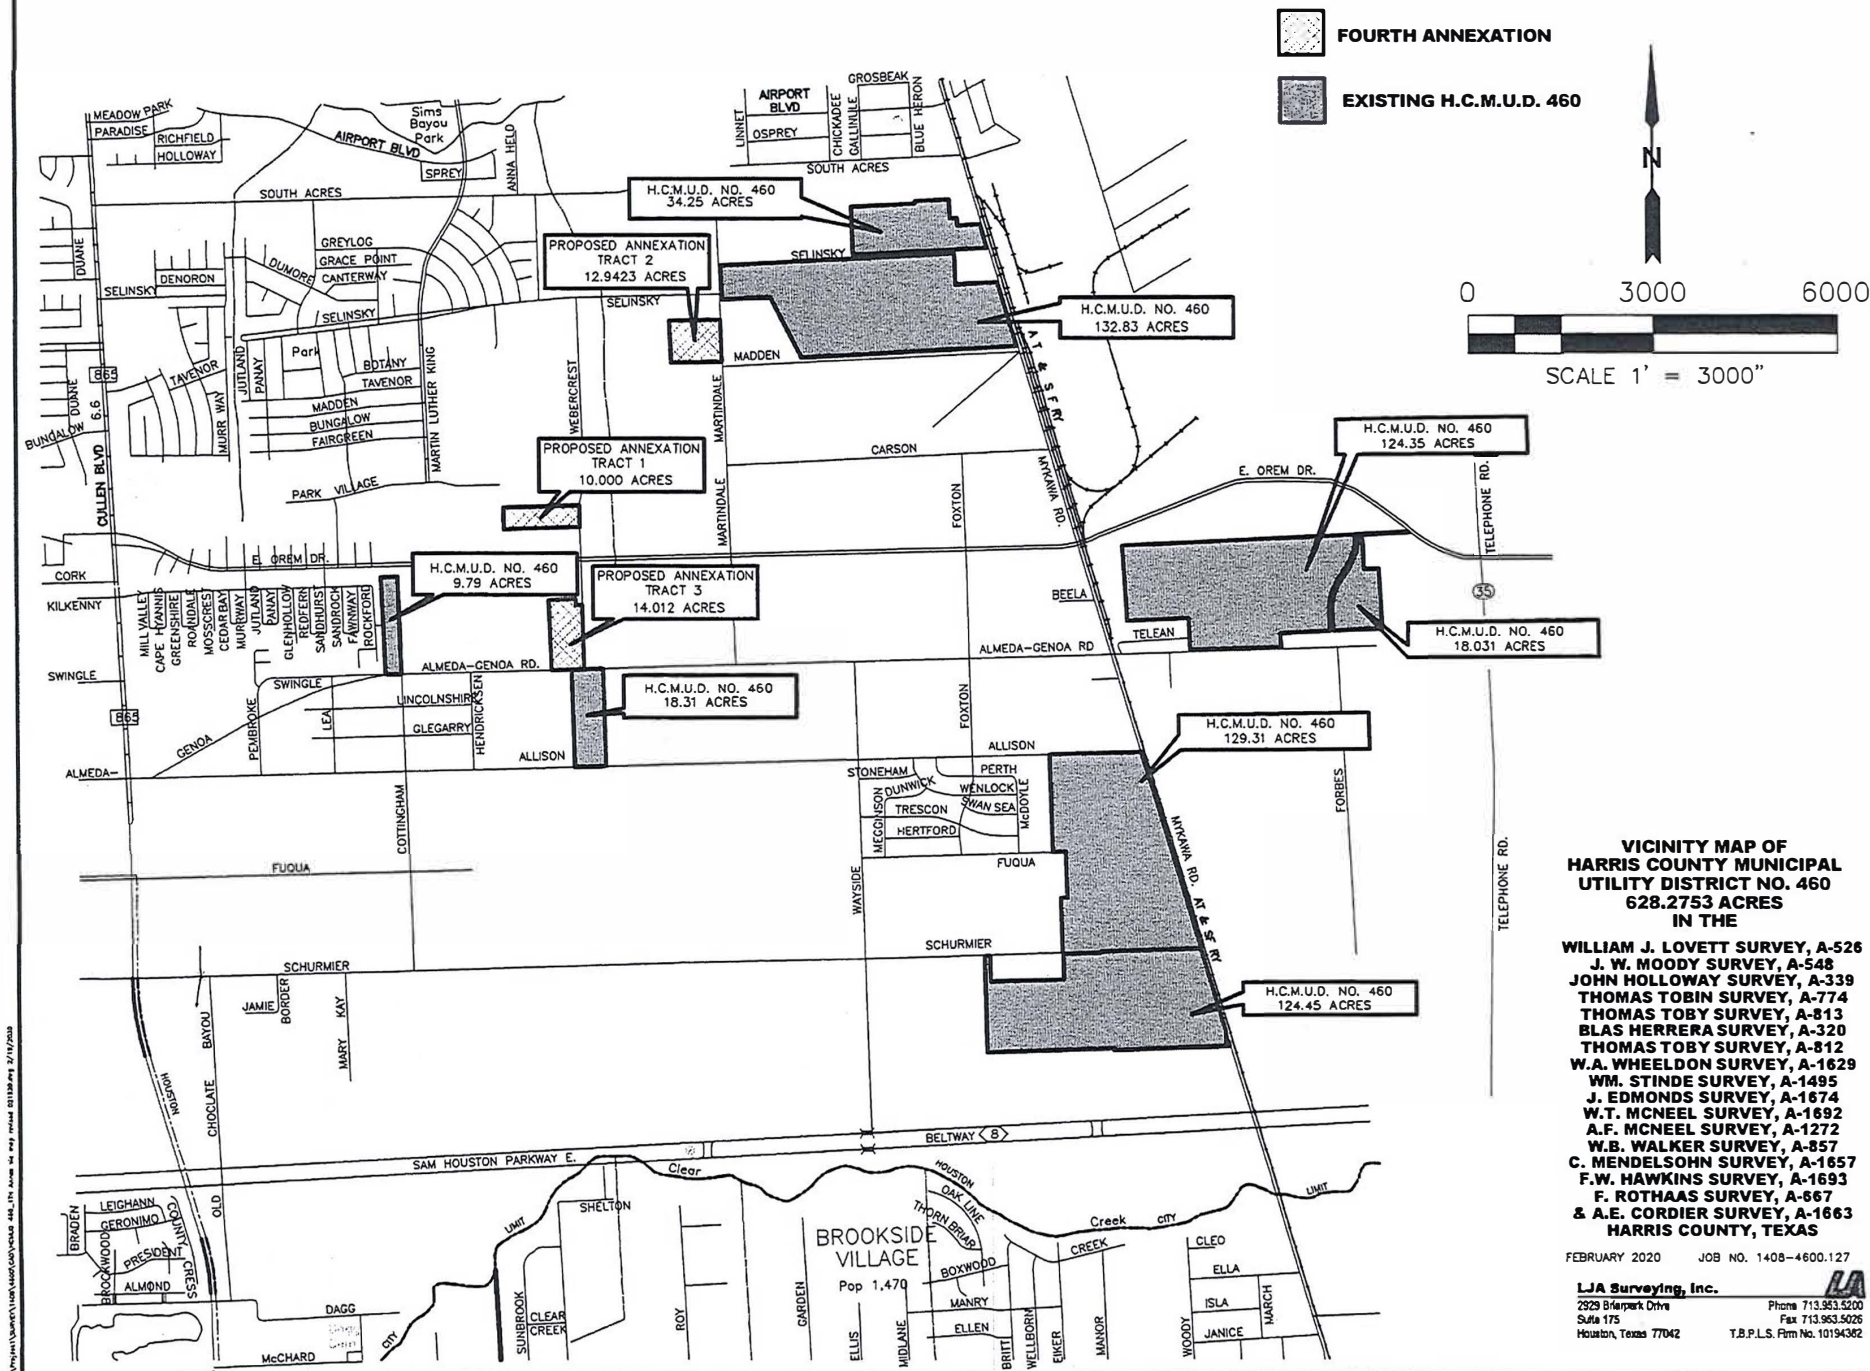 FOURTH ANNEXATION
EXISTING H.C.M.U.D. 460
N
0 3000 6000
SCALE 1' = 3000"
MEADOW PARK
PARADISE
RICHFIELD
HOLLOWAY
AIRPORT BLVD
Sims
Bayou
Park
SPREY
ANNA HELD
SOUTH ACRES
LINNET
AIRPORT
BLVD
OSPREY
CHICKADEE
GALLINULE
GROSBEAK
BLUE HERON
SOUTH ACRES
H.C.M.U.D. NO. 460
34.25 ACRES
PROPOSED ANNEXATION
TRACT 2
12.9423 ACRES
SELINSKY
SELINSKY
H.C.M.U.D. NO. 460
132.83 ACRES
MADDEN
DUANE
DENORON
SELINSKY
GREYLOG
GRACE POINT
CANTERWAY
DUMORE
SELINSKY
Park
BOTANY
TAVENOR
MADDEN
BUNGALOW
FAIRGREEN
JUTLAND
PANAY
TAVENOR
MURR WAY
865
DUANE
6.6
BUNGALOW
CULLEN BLVD
MARTIN LUTHER KING
WEBERCREST
MARTINDALE
MARTINDALE
PARK VILLAGE
PROPOSED ANNEXATION
TRACT 1
10.000 ACRES
CARSON
FOXTON
AT & SF RY
MYKAWA RD.
E. OREM DR.
H.C.M.U.D. NO. 460
124.35 ACRES
TELEPHONE RD.
35
CORK
KILKENNY
E. OREM DR.
MILL VALLEY
CAPE HYANNIS
GREENSHIRE
ROANDALE
MOSSCREST
CEDAR BAY
MURRWAY
JUTLAND
PANAY
GLENHOLLOW
REDFERN
SANDHURST
SANDROCK
FAWNWAY
ROCKFORD
H.C.M.U.D. NO. 460
9.79 ACRES
PROPOSED ANNEXATION
TRACT 3
14.012 ACRES
BEELA
TELEAN
H.C.M.U.D. NO. 460
18.031 ACRES
ALMEDA-GENOA RD.
ALMEDA-GENOA RD
SWINGLE
SWINGLE
865
LINCOLNSHIRE
GLEGARRY
HENDRICKSEN
LEA
PEMBROKE
GENOA
ALMEDA-
H.C.M.U.D. NO. 460
18.31 ACRES
ALLISON
ALLISON
FOXTON
H.C.M.U.D. NO. 460
129.31 ACRES
STONEHAM
DUNWICK
PERTH
WENLOCK
SWAN SEA
McDOYLE
TRESCON
HERTFORD
MEGGINSON
FUQUA
FUQUA
COTTINGHAM
WAYSIDE
MYKAWA RD.
AT & SF RY
FORBES
TELEPHONE RD.
SCHURMIER
SCHURMIER
H.C.M.U.D. NO. 460
124.45 ACRES
JAMIE
BORDER
MARY KAY
BAYOU
CHOCLATE
OLD
HOUSTON
BELTWAY 8
SAM HOUSTON PARKWAY E.
Clear
HOUSTON
LIMIT
Creek
CITY
LIMIT
CITY
BRADEN
LEIGHANN
GERONIMO
COUNTY CRESS
BROCKWOOD
PRESIDENT
ALMOND
DAGG
McCHARD
SHELTON
SUNBROOK
CLEAR
CREEK
ROY
GARDEN
BROOKSIDE
VILLAGE
Pop 1,470
OAK LINE
THORN BRIAR
BOXWOOD
MANRY
ELLEN
ELLIS
MIDLANE
BRITT
WELLBORN
EIKER
MANOR
CREEK
WOODY
CLEO
ELLA
ISLA
JANICE
MARCH
VICINITY MAP OF
HARRIS COUNTY MUNICIPAL
UTILITY DISTRICT NO. 460
628.2753 ACRES
IN THE
WILLIAM J. LOVETT SURVEY, A-526
J. W. MOODY SURVEY, A-548
JOHN HOLLOWAY SURVEY, A-339
THOMAS TOBIN SURVEY, A-774
THOMAS TOBY SURVEY, A-813
BLAS HERRERA SURVEY, A-320
THOMAS TOBY SURVEY, A-812
W.A. WHEELDON SURVEY, A-1629
WM. STINDE SURVEY, A-1495
J. EDMONDS SURVEY, A-1674
W.T. MCNEEL SURVEY, A-1692
A.F. MCNEEL SURVEY, A-1272
W.B. WALKER SURVEY, A-857
C. MENDELSOHN SURVEY, A-1657
F.W. HAWKINS SURVEY, A-1693
F. ROTHAAS SURVEY, A-667
& A.E. CORDIER SURVEY, A-1663
HARRIS COUNTY, TEXAS
FEBRUARY 2020 JOB NO. 1408-4600.127
LJA Surveying, Inc.
2929 Briarpark Drive Phone 713.953.5200
Suite 175 Fax 713.953.5026
Houston, Texas 77042 T.B.P.L.S. Firm No. 10194382